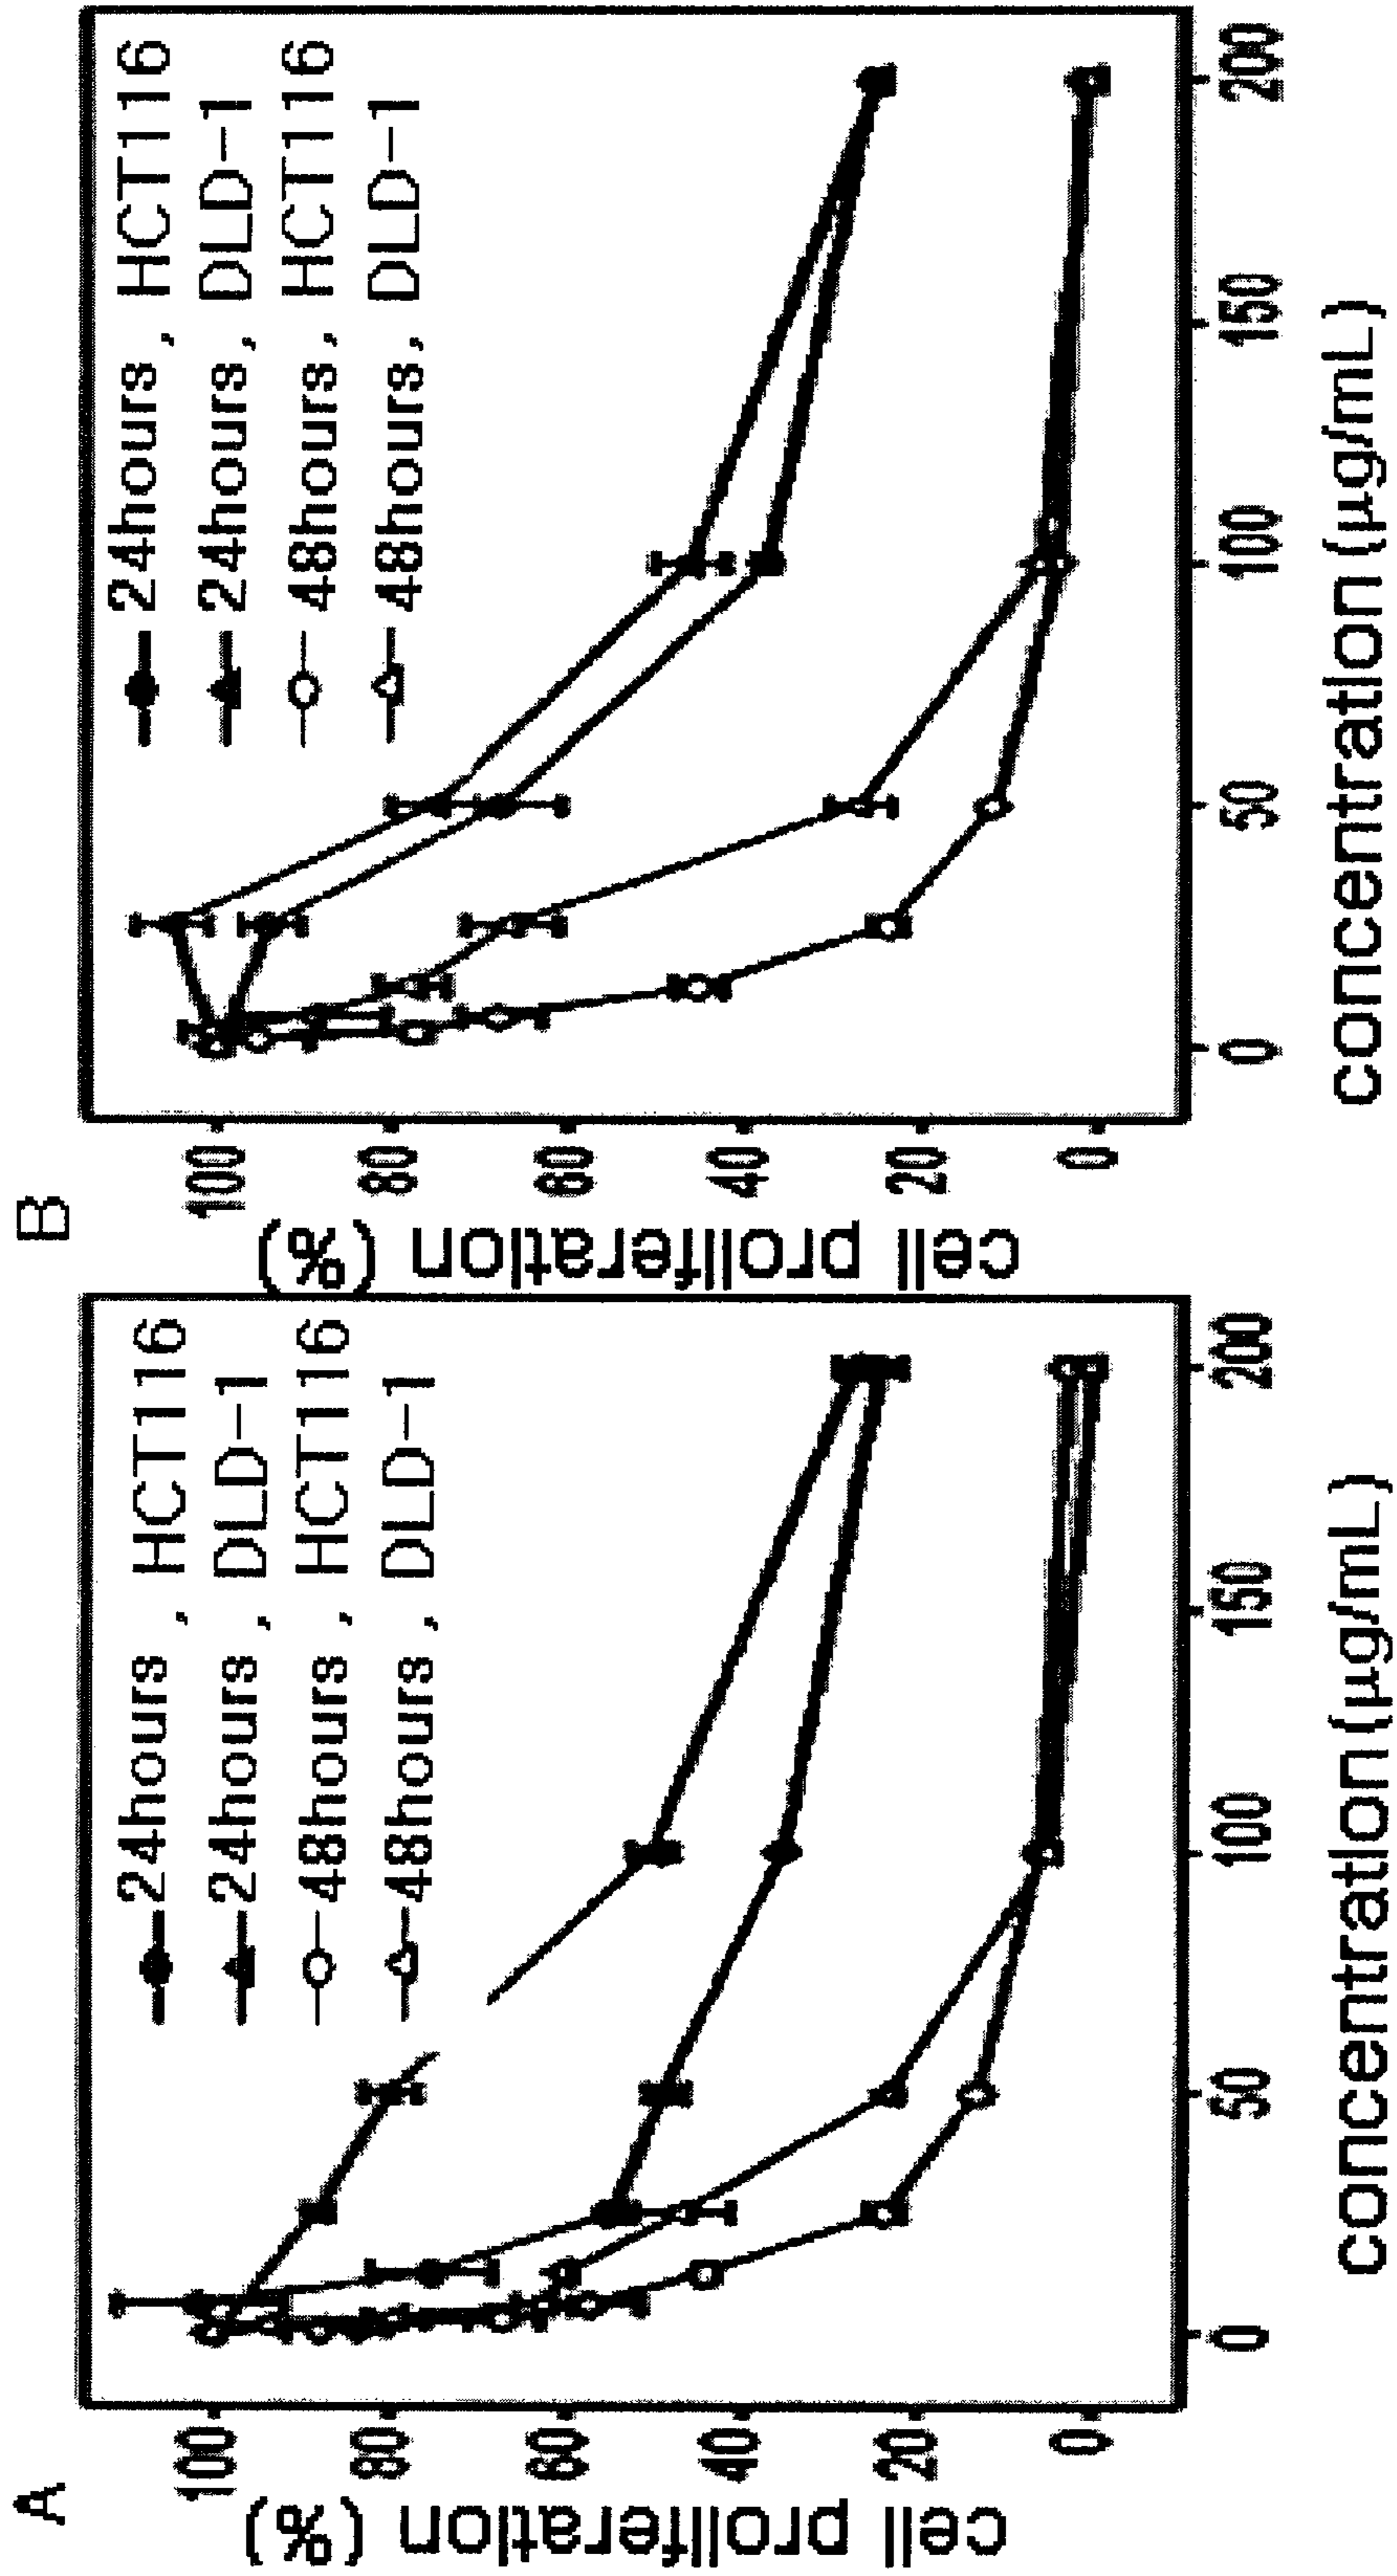 A
24hours, HCT116
24hours, DLD-1
48hours, HCT116
48hours, DLD-1
cell proliferation (%)
100
80
60
40
20
0
0
50
100
150
200
concentration (µg/mL)
B
24hours, HCT116
24hours, DLD-1
48hours, HCT116
48hours, DLD-1
cell proliferation (%)
100
80
60
40
20
0
0
50
100
150
200
concentration (µg/mL)